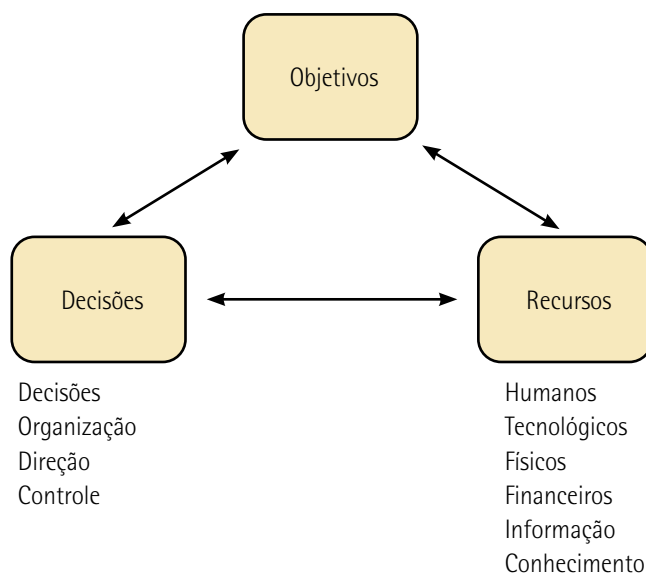 Objetivos
Decisões
Recursos
Decisões
Organização
Direção
Controle
Humanos
Tecnológicos
Físicos
Financeiros
Informação
Conhecimento